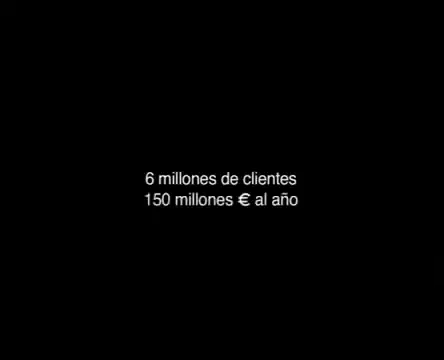 6 millones de clientes
150 millones € al año